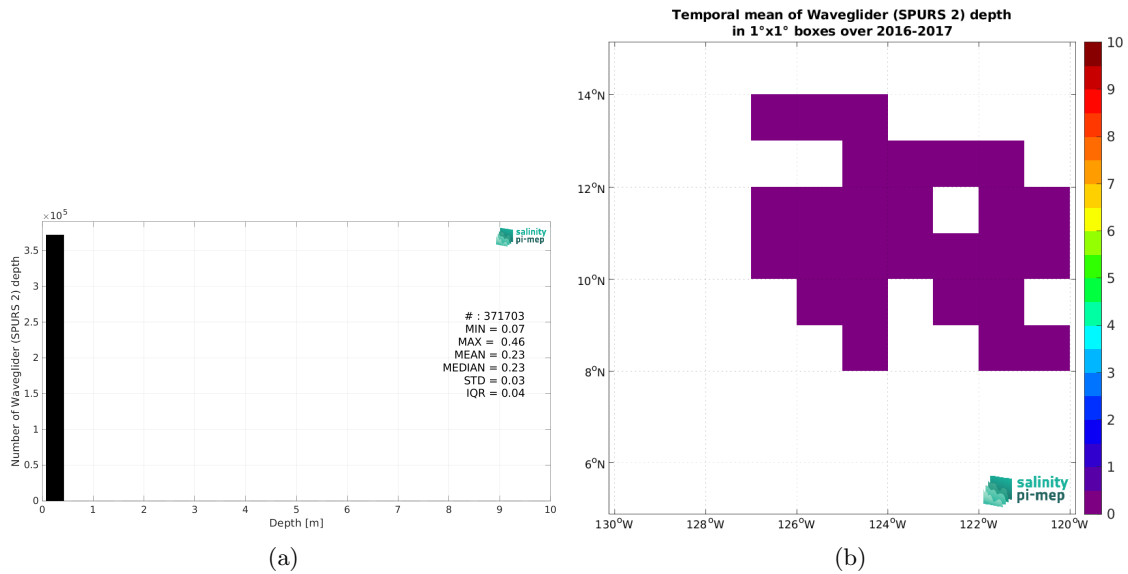 ×10^5
3.5
3
2.5
2
1.5
1
0.5
0
Number of Waveglider (SPURS 2) depth
salinity
pi-mep
# : 371703
MIN = 0.07
MAX = 0.46
MEAN = 0.23
MEDIAN = 0.23
STD = 0.03
IQR = 0.04
0 1 2 3 4 5 6 7 8 9 10
Depth [m]
(a)
Temporal mean of Waveglider (SPURS 2) depth
in 1°x1° boxes over 2016-2017
14°N
12°N
10°N
8°N
6°N
130°W 128°W 126°W 124°W 122°W 120°W
salinity
pi-mep
10
9
8
7
6
5
4
3
2
1
0
(b)